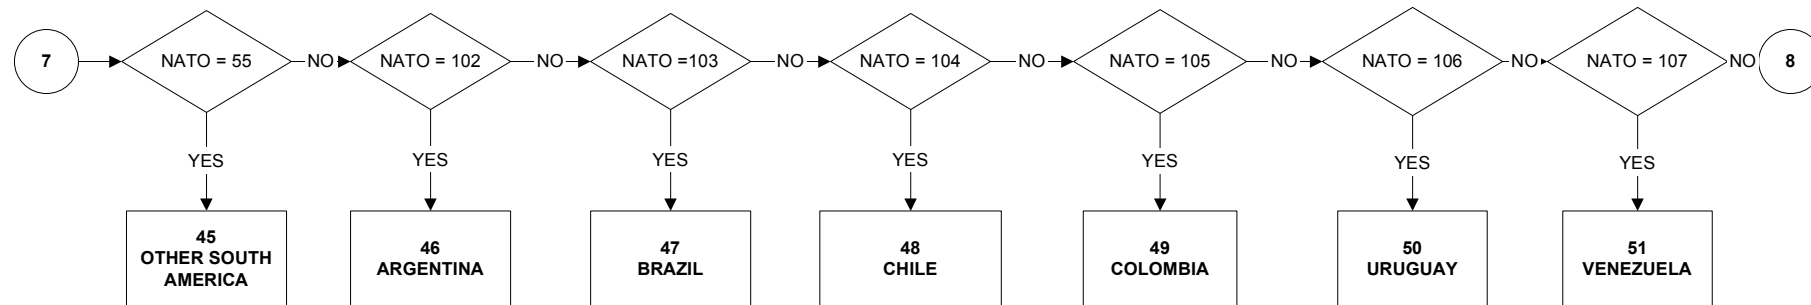 7
NATO = 55
NO
NATO = 102
NO
NATO =103
NO
NATO = 104
NO
NATO = 105
NO
NATO = 106
NO
NATO = 107
NO
8
YES
YES
YES
YES
YES
YES
YES
45
OTHER SOUTH
AMERICA
46
ARGENTINA
47
BRAZIL
48
CHILE
49
COLOMBIA
50
URUGUAY
51
VENEZUELA